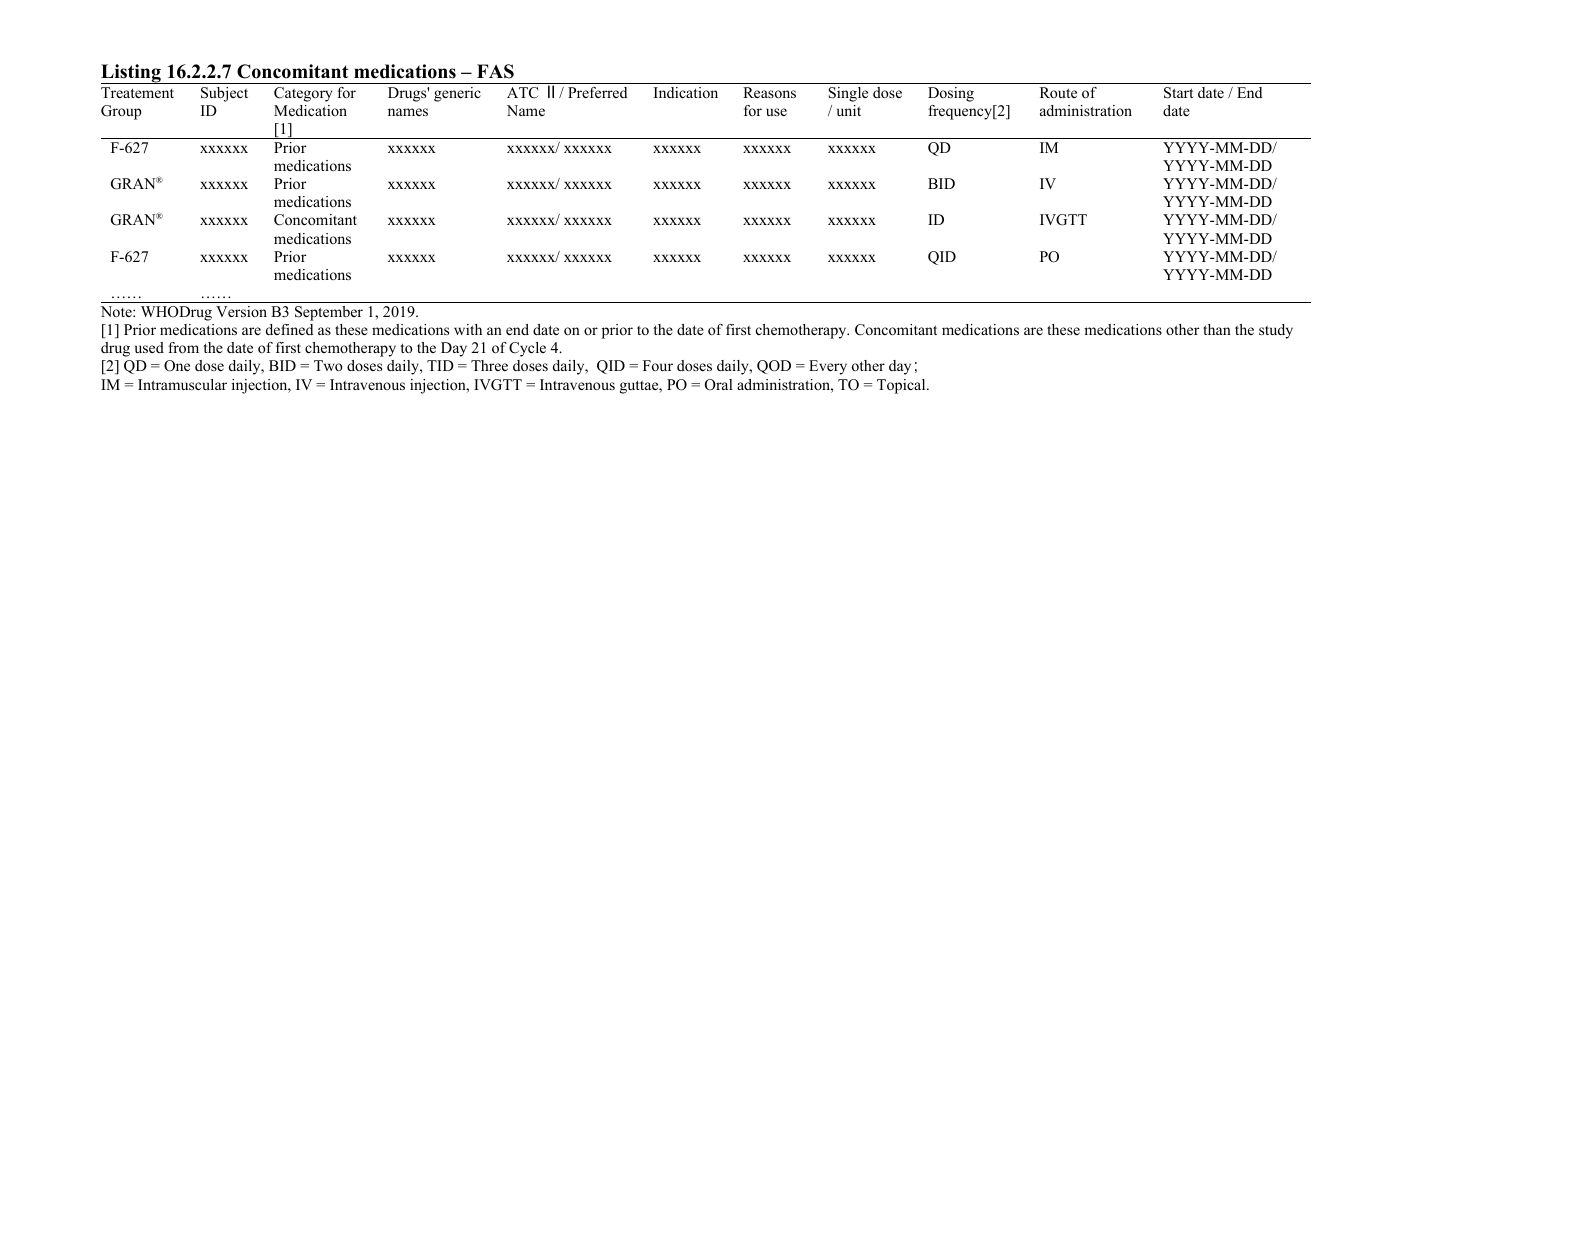 Listing 16.2.2.7 Concomitant medications – FAS
Treatement Group Subject ID Category for Medication [1] Drugs' generic names ATC Ⅱ / Preferred Name Indication Reasons for use Single dose / unit Dosing frequency[2] Route of administration Start date / End date
F-627 xxxxxx Prior medications xxxxxx xxxxxx/ xxxxxx xxxxxx xxxxxx xxxxxx QD IM YYYY-MM-DD/ YYYY-MM-DD
GRAN® xxxxxx Prior medications xxxxxx xxxxxx/ xxxxxx xxxxxx xxxxxx xxxxxx BID IV YYYY-MM-DD/ YYYY-MM-DD
GRAN® xxxxxx Concomitant medications xxxxxx xxxxxx/ xxxxxx xxxxxx xxxxxx xxxxxx ID IVGTT YYYY-MM-DD/ YYYY-MM-DD
F-627 xxxxxx Prior medications xxxxxx xxxxxx/ xxxxxx xxxxxx xxxxxx xxxxxx QID PO YYYY-MM-DD/ YYYY-MM-DD
…… ……
Note: WHODrug Version B3 September 1, 2019.
[1] Prior medications are defined as these medications with an end date on or prior to the date of first chemotherapy. Concomitant medications are these medications other than the study
drug used from the date of first chemotherapy to the Day 21 of Cycle 4.
[2] QD = One dose daily, BID = Two doses daily, TID = Three doses daily,  QID = Four doses daily, QOD = Every other day；
IM = Intramuscular injection, IV = Intravenous injection, IVGTT = Intravenous guttae, PO = Oral administration, TO = Topical.